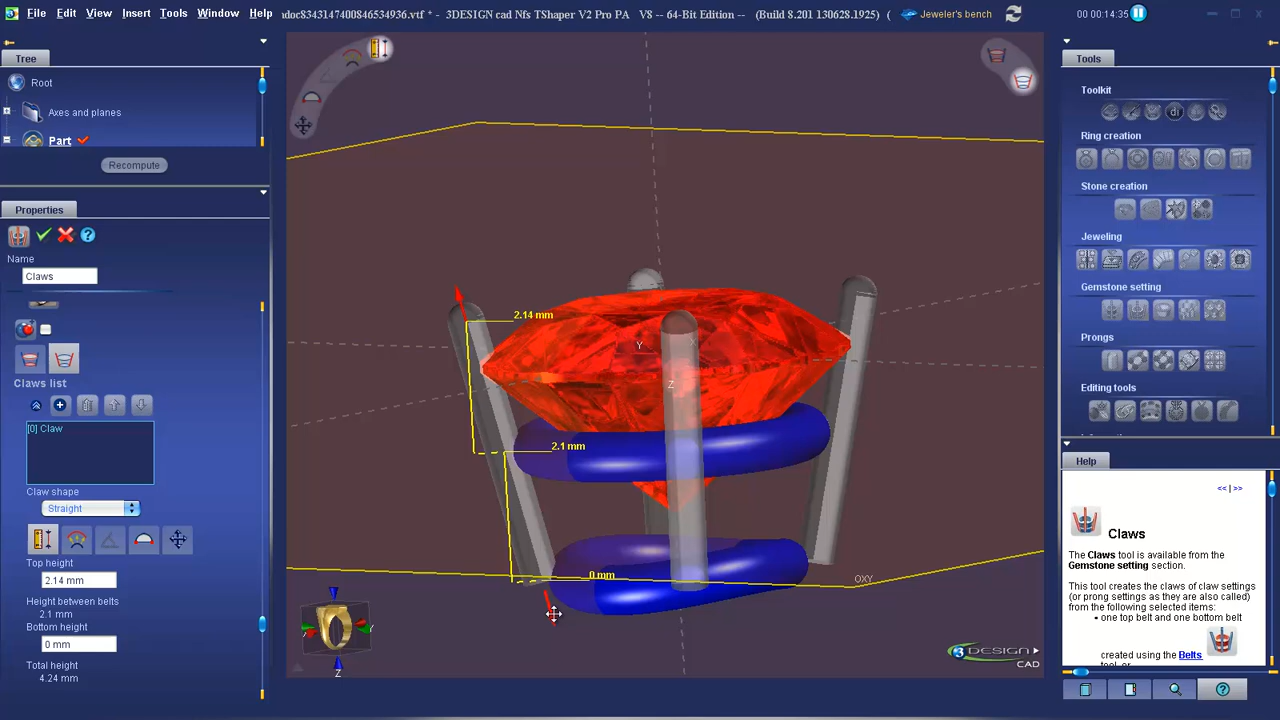 File Edit View Insert Tools Window Help
ndoc8343147400846534936.vtf * - 3DESIGN cad Nfs TShaper V2 Pro PA V8 -- 64-Bit Edition -- (Build 8.201 130628.1925) (
Jeweler's bench
00 00:14:35
Tree
Root
Axes and planes
Part
Recompute
Properties
Name
Claws
Claws list
[0] Claw
Claw shape
Straight
Top height
2.14 mm
Height between belts
2.1 mm
Bottom height
0 mm
Total height
4.24 mm
2.14 mm
Y
X
Z
2.1 mm
0 mm
OXY
Z
3DESIGN
CAD
Tools
Toolkit
Ring creation
Stone creation
Jeweling
Gemstone setting
Prongs
Editing tools
Help
<< | >>
Claws
The Claws tool is available from the
Gemstone setting section.
This tool creates the claws of claw settings
(or prong settings as they are also called)
from the following selected items:
• one top belt and one bottom belt
created using the Belts
tool, or